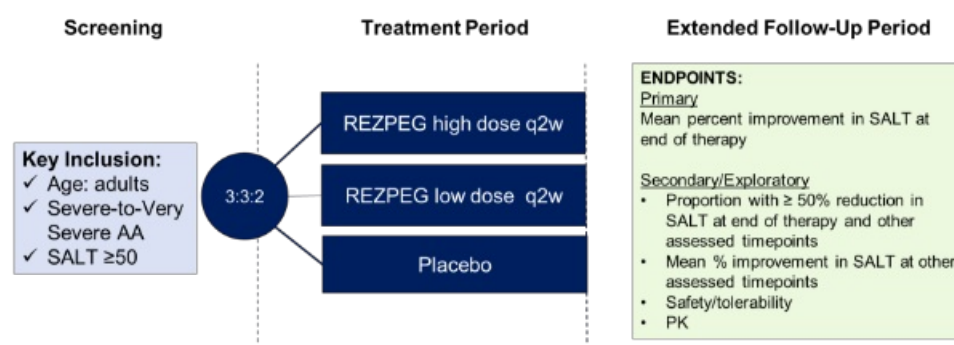 Screening
Treatment Period
Extended Follow-Up Period
Key Inclusion:
✓ Age: adults
✓ Severe-to-Very
Severe AA
✓ SALT ≥50
3:3:2
REZPEG high dose q2w
REZPEG low dose q2w
Placebo
ENDPOINTS:
Primary
Mean percent improvement in SALT at
end of therapy
Secondary/Exploratory
• Proportion with ≥ 50% reduction in
SALT at end of therapy and other
assessed timepoints
• Mean % improvement in SALT at other
assessed timepoints
• Safety/tolerability
• PK